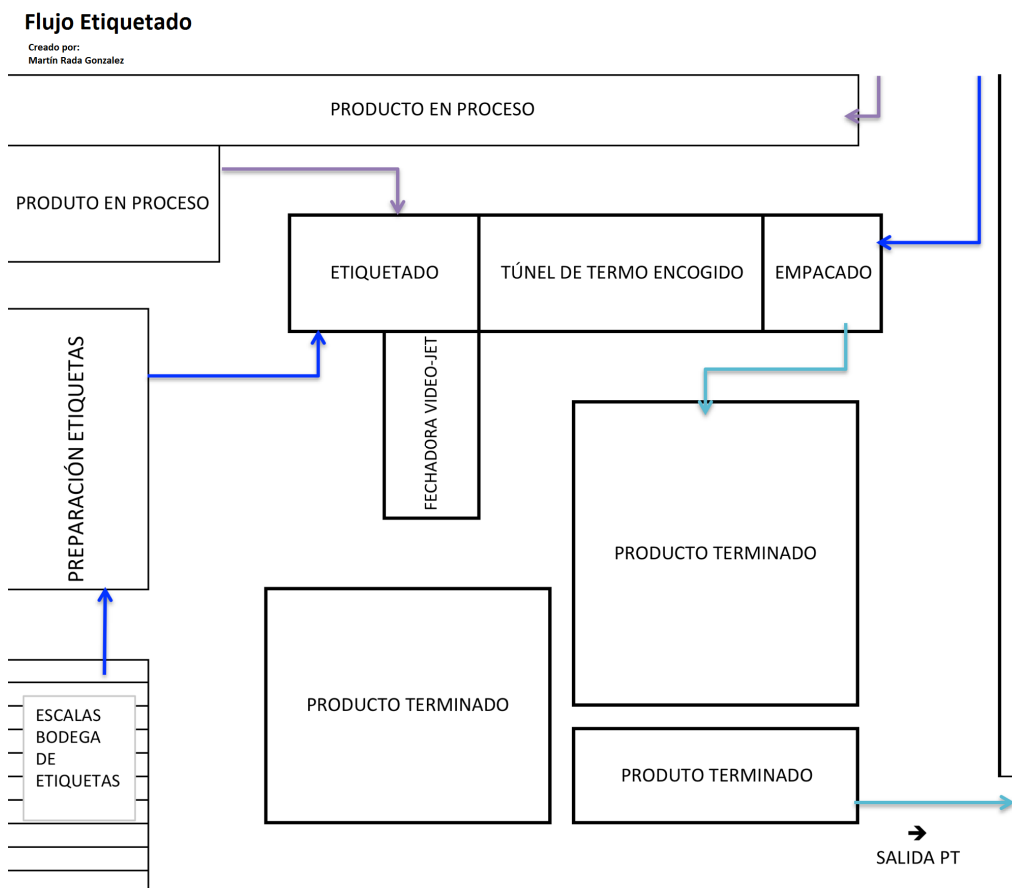 Flujo Etiquetado
Creado por:
Martín Rada Gonzalez
PRODUCTO EN PROCESO
PRODUTO EN PROCESO
ETIQUETADO
TÚNEL DE TERMO ENCOGIDO
EMPACADO
PREPARACIÓN ETIQUETAS
FECHADORA VIDEO-JET
PRODUCTO TERMINADO
PRODUCTO TERMINADO
ESCALAS
BODEGA
DE
ETIQUETAS
PRODUTO TERMINADO
➔
SALIDA PT